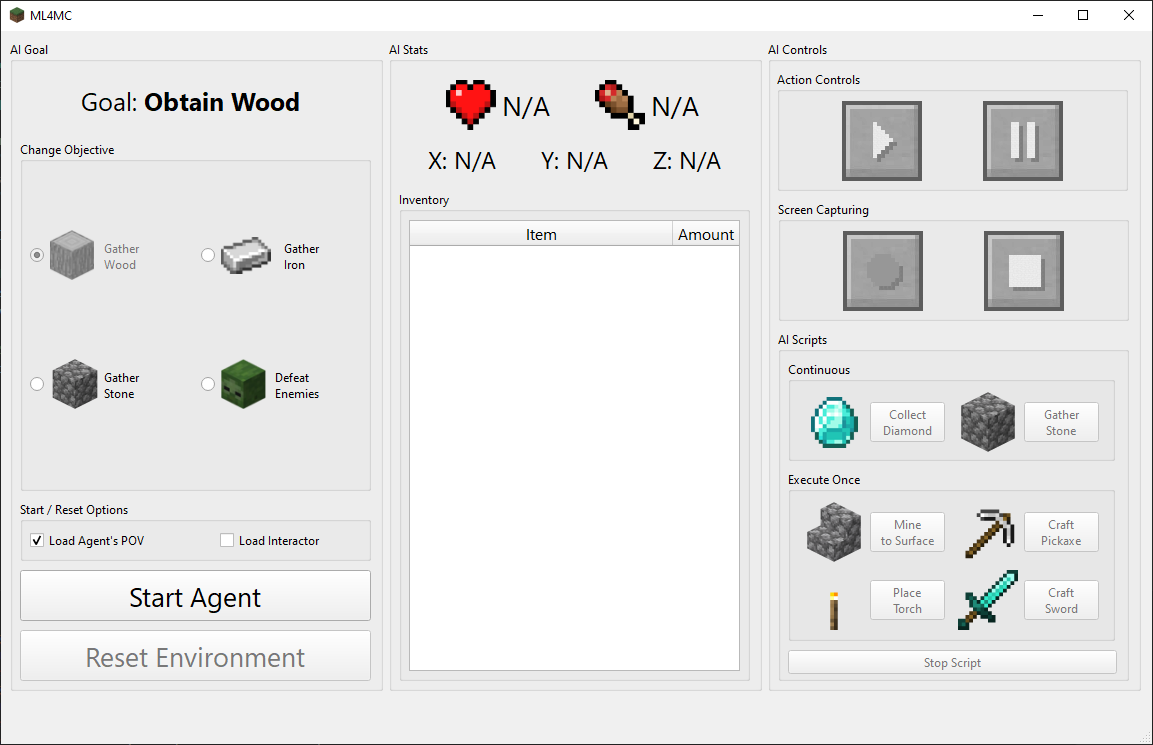 ML4MC
AI Goal
Goal: Obtain Wood
Change Objective
Gather
Wood
Gather
Iron
Gather
Stone
Defeat
Enemies
Start / Reset Options
Load Agent's POV
Load Interactor
Start Agent
Reset Environment
AI Stats
N/A
N/A
X: N/A
Y: N/A
Z: N/A
Inventory
Item
Amount
AI Controls
Action Controls
Screen Capturing
AI Scripts
Continuous
Collect
Diamond
Gather
Stone
Execute Once
Mine
to Surface
Craft
Pickaxe
Place
Torch
Craft
Sword
Stop Script